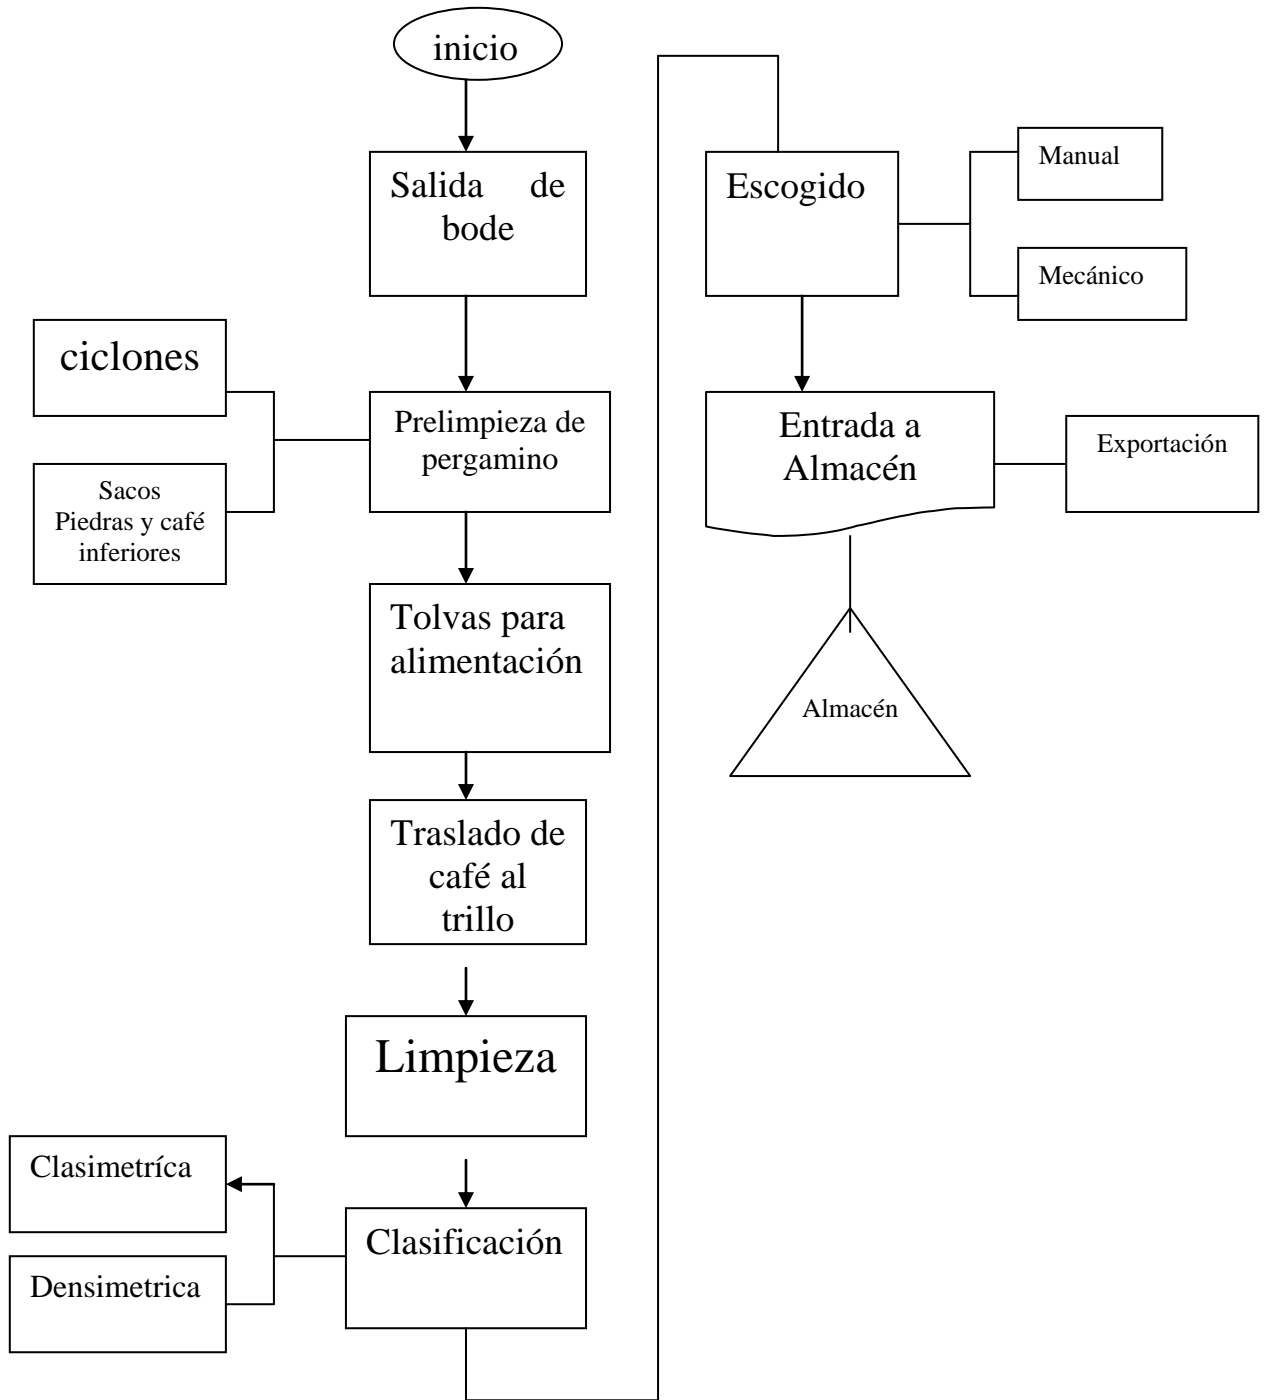 inicio
Salida de
bode
ciclones
Prelimpieza de
pergamino
Sacos
Piedras y café
inferiores
Tolvas para
alimentación
Traslado de
café al
trillo
Limpieza
Clasimetríca
Clasificación
Densimetrica
Escogido
Manual
Mecánico
Entrada a
Almacén
Exportación
Almacén